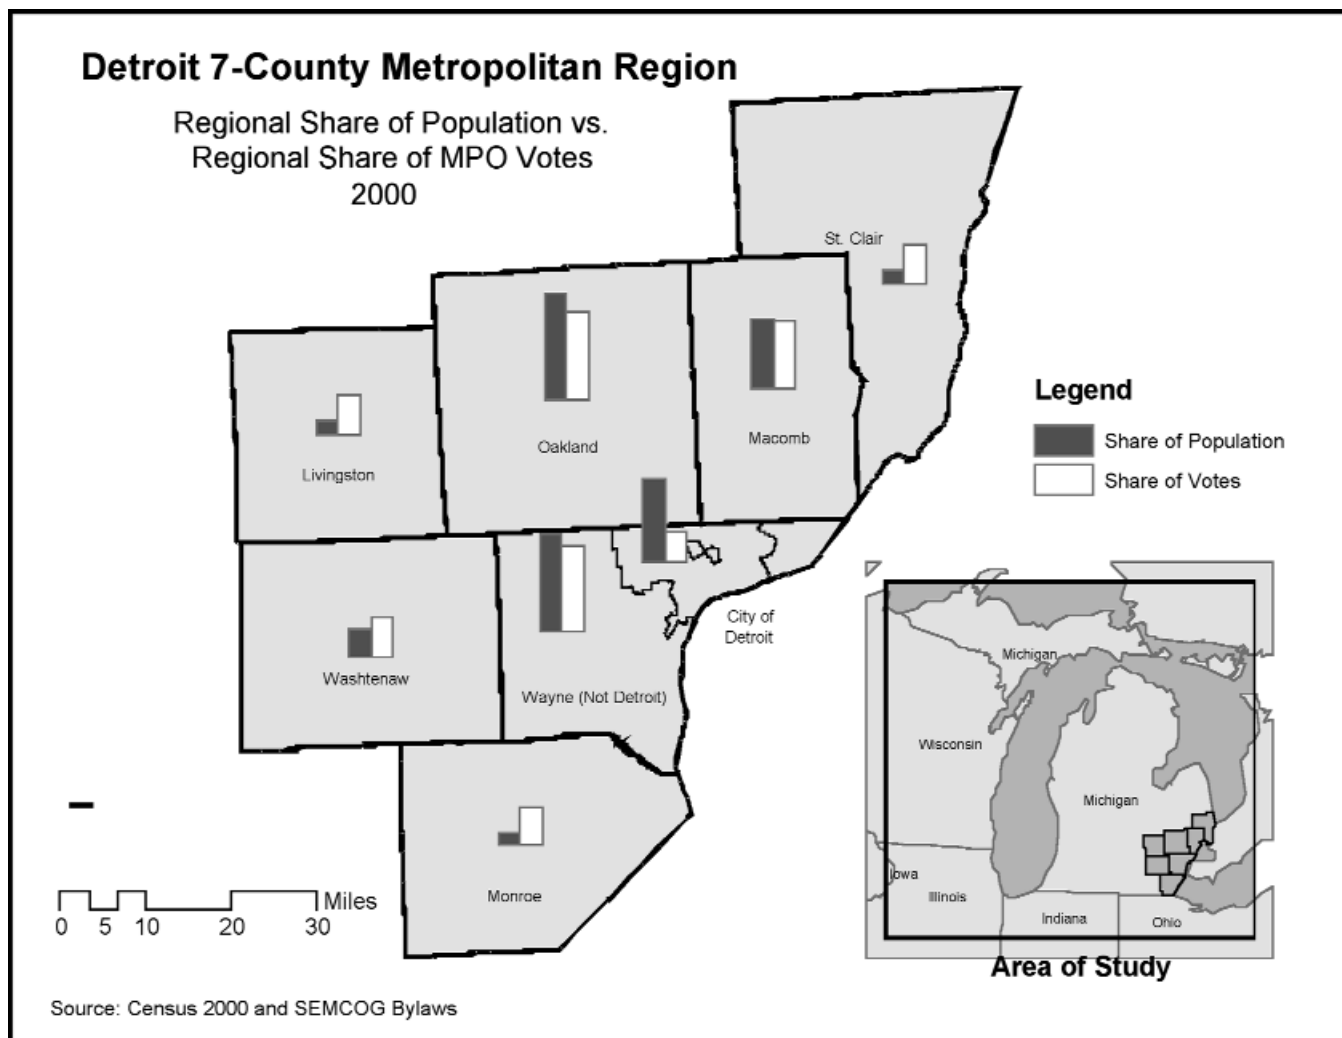 Detroit 7-County Metropolitan Region
Regional Share of Population vs.
Regional Share of MPO Votes
2000
St. Clair
Livingston
Oakland
Macomb
Washtenaw
Wayne (Not Detroit)
City of
Detroit
Monroe
Legend
Share of Population
Share of Votes
Michigan
Wisconsin
Michigan
Iowa
Illinois
Indiana
Ohio
Area of Study
Miles
0 5 10 20 30
Source: Census 2000 and SEMCOG Bylaws